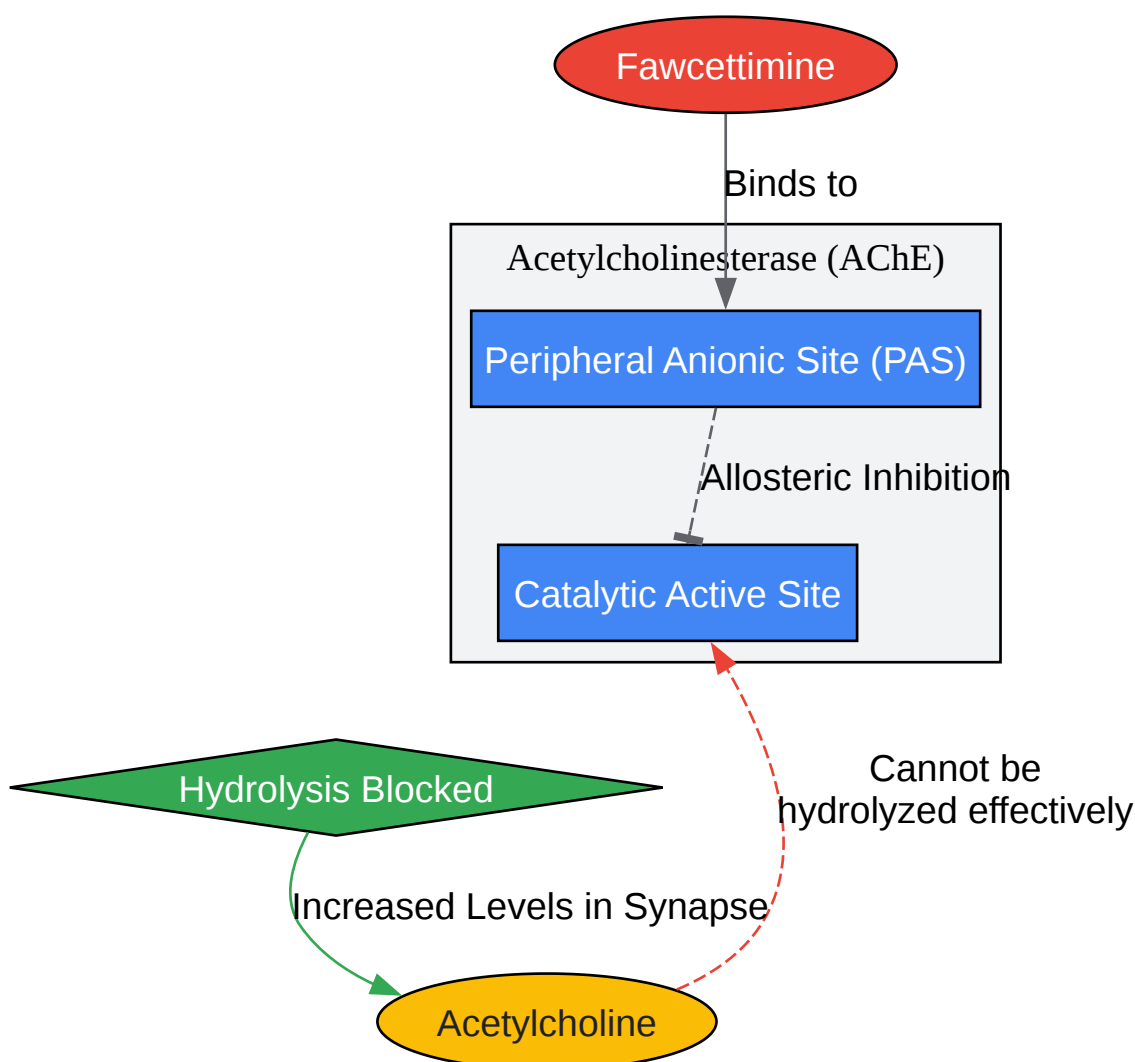 Fawcettimine
Binds to
Acetylcholinesterase (AChE)
Peripheral Anionic Site (PAS)
Allosteric Inhibition
Catalytic Active Site
Cannot be
hydrolyzed effectively
Hydrolysis Blocked
Increased Levels in Synapse
Acetylcholine